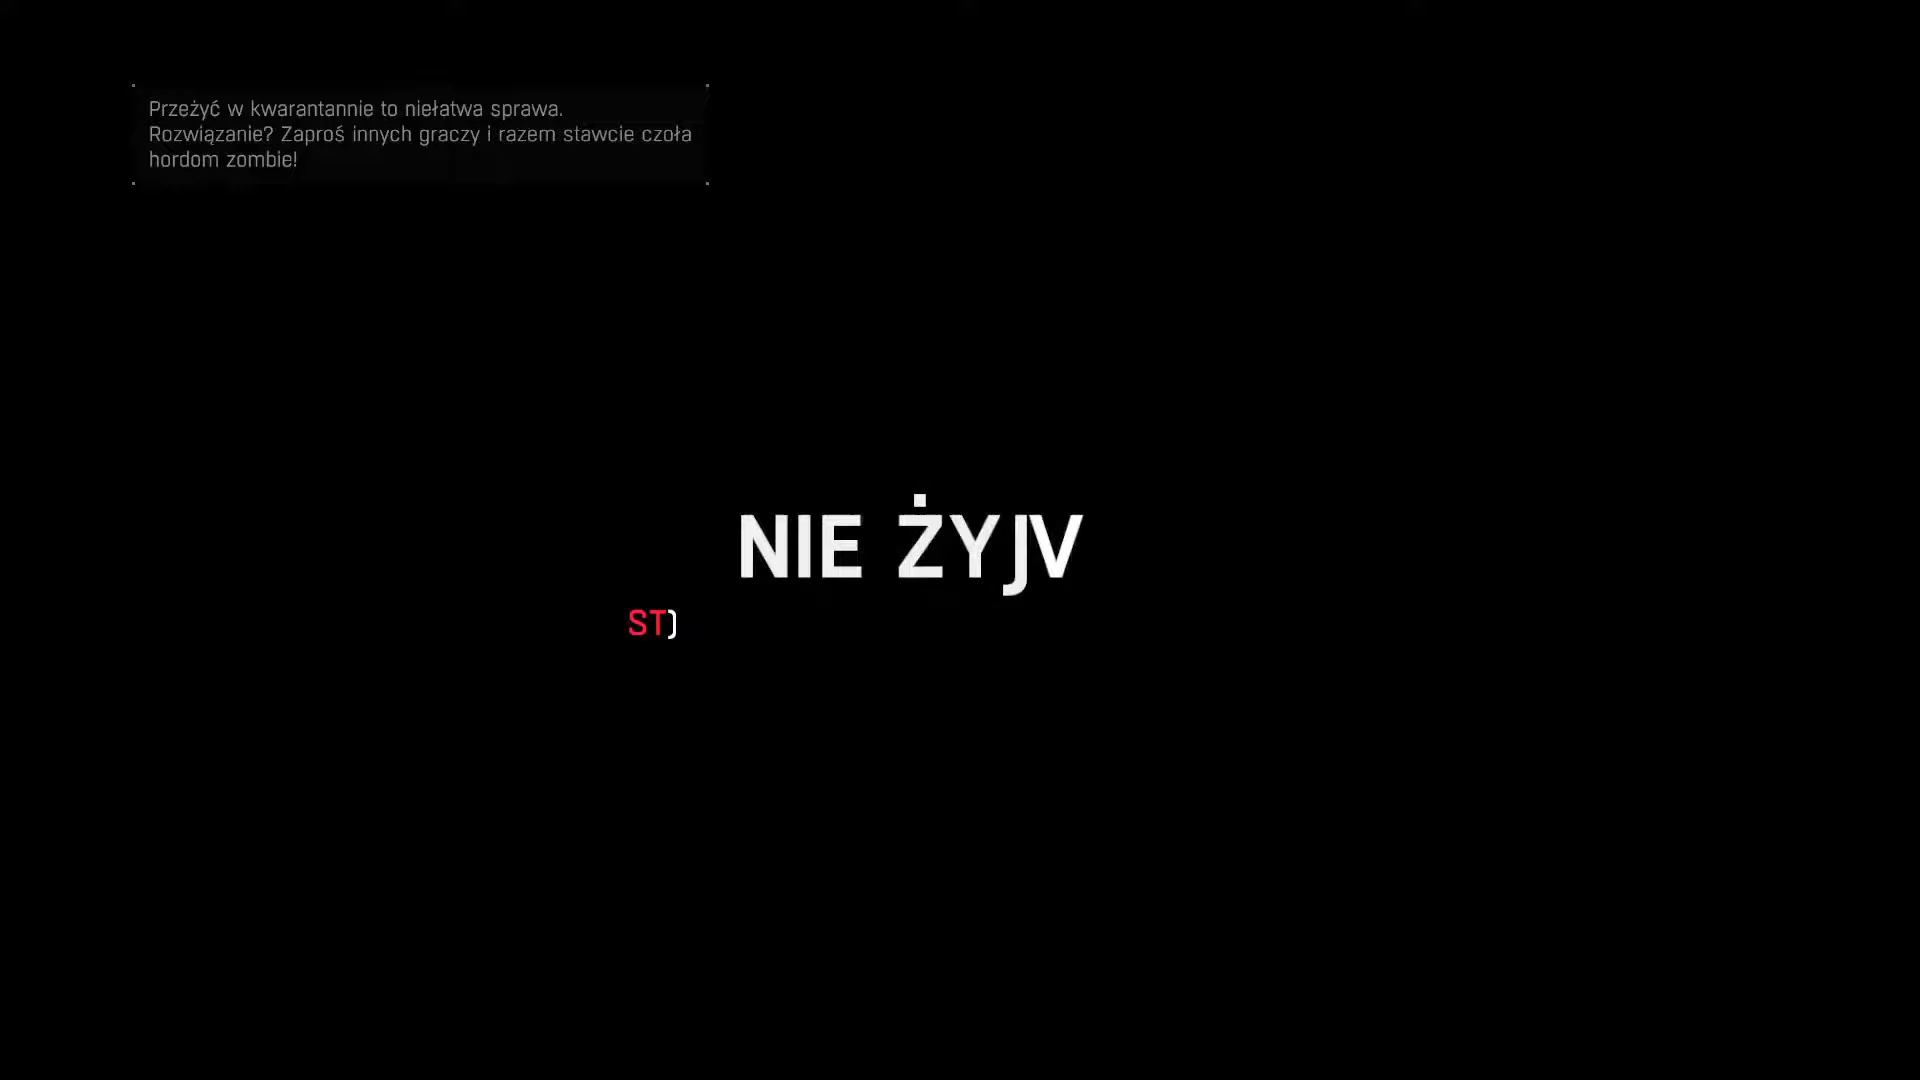 Przeżyć w kwarantannie to niełatwa sprawa.
Rozwiązanie? Zaproś innych graczy i razem stawcie czoła
hordom zombie!
NIE ŻYJV
ST)